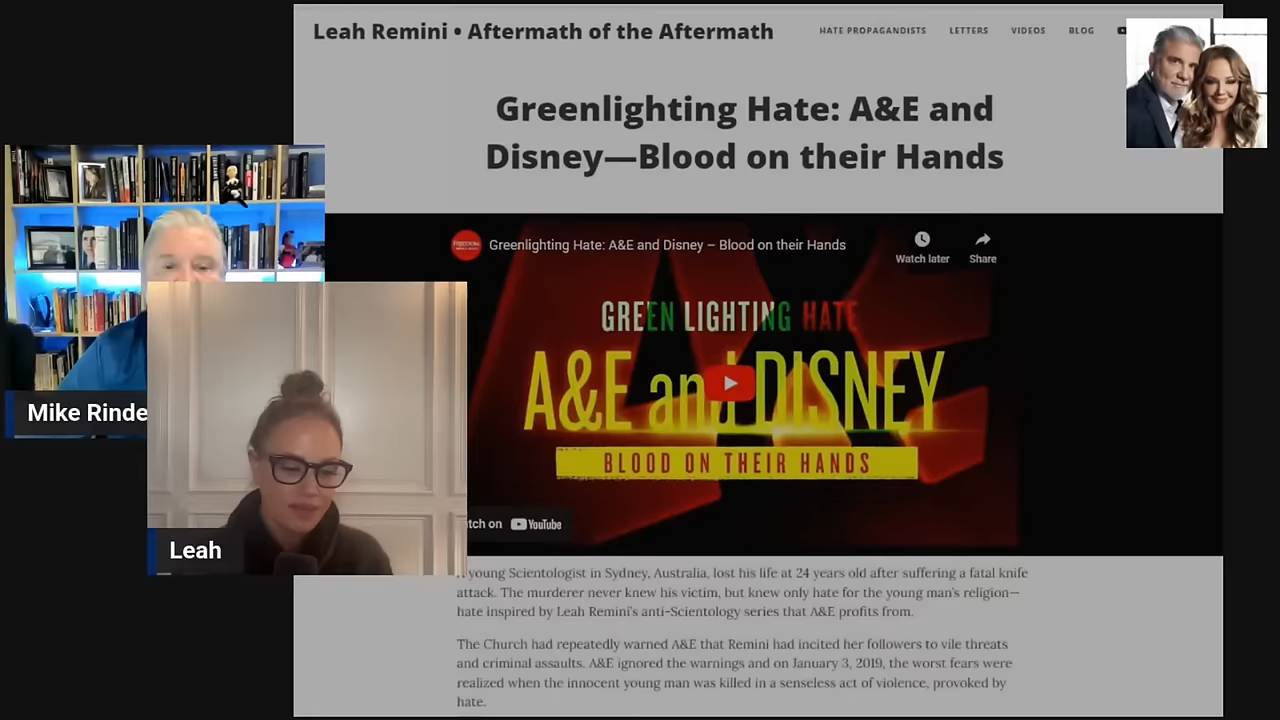 Leah Remini • Aftermath of the Aftermath
HATE PROPAGANDISTS
LETTERS
VIDEOS
BLOG
Greenlighting Hate: A&E and
Disney—Blood on their Hands
Greenlighting Hate: A&E and Disney – Blood on their Hands
Watch later
Share
GREEN LIGHTING HATE
A&E and DISNEY
BLOOD ON THEIR HANDS
tch on YouTube
Mike Rinde
Leah
young Scientologist in Sydney, Australia, lost his life at 24 years old after suffering a fatal knife
attack. The murderer never knew his victim, but knew only hate for the young man's religion—
hate inspired by Leah Remini's anti-Scientology series that A&E profits from.
The Church had repeatedly warned A&E that Remini had incited her followers to vile threats
and criminal assaults. A&E ignored the warnings and on January 3, 2019, the worst fears were
realized when the innocent young man was killed in a senseless act of violence, provoked by
hate.